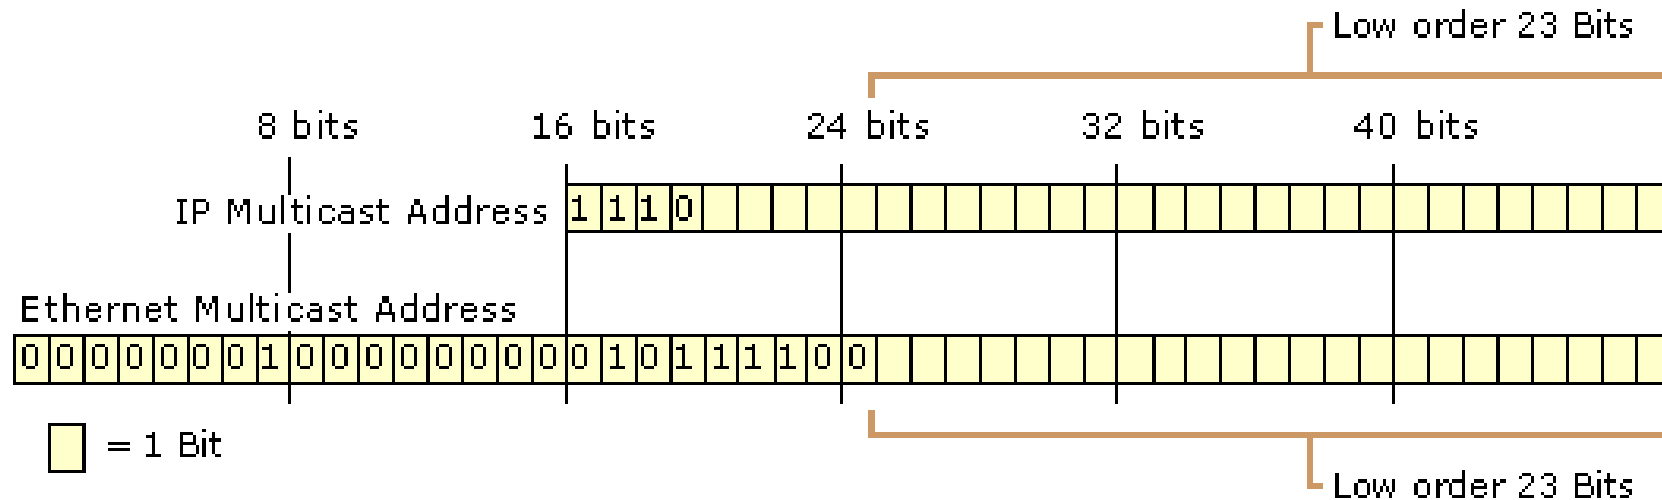 Low order 23 Bits
8 bits 16 bits 24 bits 32 bits 40 bits
IP Multicast Address 1 1 1 0
Ethernet Multicast Address
0 0 0 0 0 0 0 1 0 0 0 0 0 0 0 0 0 1 0 1 1 1 1 0 0
= 1 Bit
Low order 23 Bits